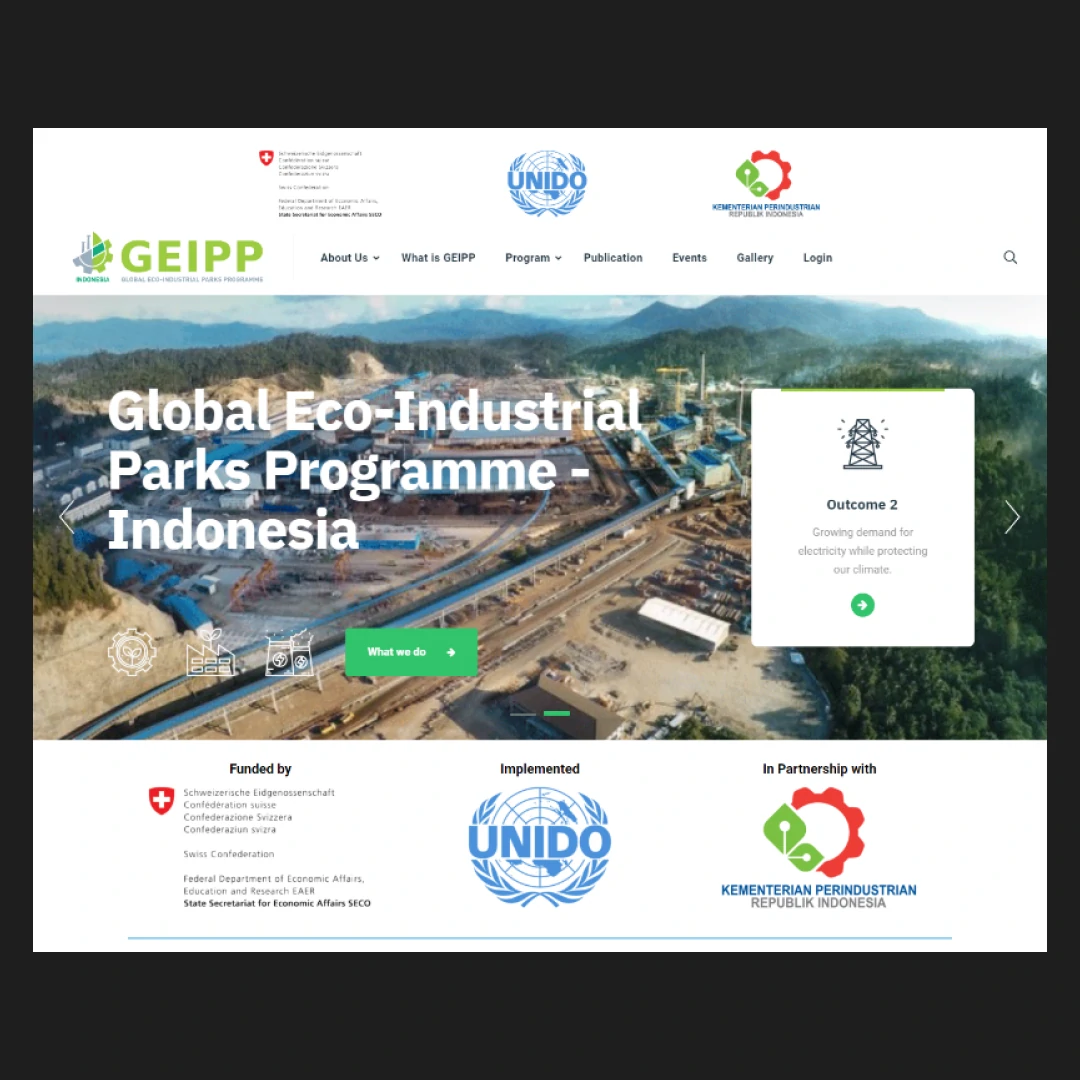 Schweizerische Eidgenossenschaft
Confédération suisse
Confederazione Svizzera
Confederaziun svizra
Swiss Confederation
Federal Department of Economic Affairs,
Education and Research EAER
State Secretariat for Economic Affairs SECO
UNIDO
KEMENTERIAN PERINDUSTRIAN
REPUBLIK INDONESIA
GEIPP
INDONESIA GLOBAL ECO-INDUSTRIAL PARKS PROGRAMME
About Us What is GEIPP Program Publication Events Gallery Login
Global Eco-Industrial
Parks Programme -
Indonesia
What we do
Outcome 2
Growing demand for
electricity while protecting
our climate.
Funded by
Schweizerische Eidgenossenschaft
Confédération suisse
Confederazione Svizzera
Confederaziun svizra
Swiss Confederation
Federal Department of Economic Affairs,
Education and Research EAER
State Secretariat for Economic Affairs SECO
Implemented
UNIDO
In Partnership with
KEMENTERIAN PERINDUSTRIAN
REPUBLIK INDONESIA